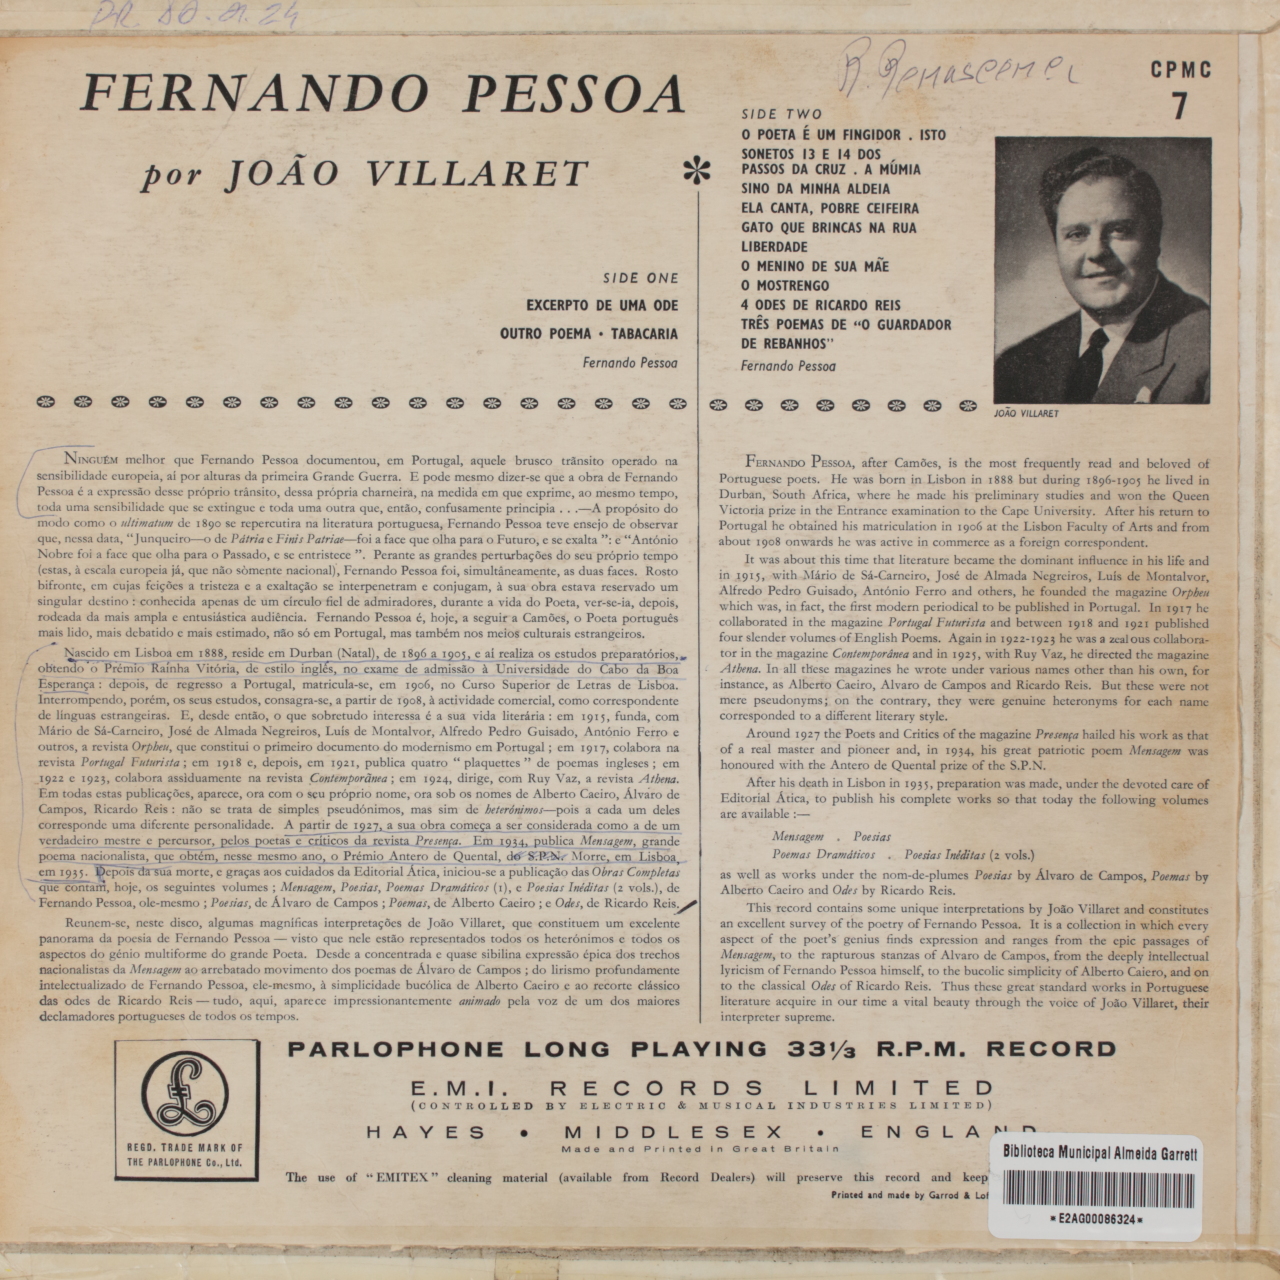 FERNANDO PESSOA
por JOÃO VILLARET
SIDE ONE
EXCERPTO DE UMA ODE
OUTRO POEMA • TABACARIA
Fernando Pessoa
CPMC
7
SIDE TWO
O POETA É UM FINGIDOR . ISTO
SONETOS 13 E 14 DOS
PASSOS DA CRUZ . A MÚMIA
SINO DA MINHA ALDEIA
ELA CANTA, POBRE CEIFEIRA
GATO QUE BRINCAS NA RUA
LIBERDADE
O MENINO DE SUA MÃE
O MOSTRENGO
4 ODES DE RICARDO REIS
TRÊS POEMAS DE “O GUARDADOR
DE REBANHOS”
Fernando Pessoa
JOÃO VILLARET
NINGUÉM melhor que Fernando Pessoa documentou, em Portugal, aquele brusco trânsito operado na
sensibilidade europeia, aí por alturas da primeira Grande Guerra. E pode mesmo dizer-se que a obra de Fernando
Pessoa é a expressão desse próprio trânsito, dessa própria charneira, na medida em que exprime, ao mesmo tempo,
toda uma sensibilidade que se extingue e toda uma outra que, então, confusamente principia . . .—A propósito do
modo como o ultimatum de 1890 se repercutira na literatura portuguesa, Fernando Pessoa teve ensejo de observar
que, nessa data, “Junqueiro—o de Pátria e Finis Patriae—foi a face que olha para o Futuro, e se exalta ”: e “António
Nobre foi a face que olha para o Passado, e se entristece ”. Perante as grandes perturbações do seu próprio tempo
(estas, à escala europeia já, que não sòmente nacional), Fernando Pessoa foi, simultâneamente, as duas faces. Rosto
bifronte, em cujas feições a tristeza e a exaltação se interpenetram e conjugam, à sua obra estava reservado um
singular destino : conhecida apenas de um círculo fiel de admiradores, durante a vida do Poeta, ver-se-ia, depois,
rodeada da mais ampla e entusiástica audiência. Fernando Pessoa é, hoje, a seguir a Camões, o Poeta português
mais lido, mais debatido e mais estimado, não só em Portugal, mas também nos meios culturais estrangeiros.
Nascido em Lisboa em 1888, reside em Durban (Natal), de 1896 a 1905, e aí realiza os estudos preparatórios,
obtendo o Prémio Raínha Vitória, de estilo inglês, no exame de admissão à Universidade do Cabo da Boa
Esperança : depois, de regresso a Portugal, matricula-se, em 1906, no Curso Superior de Letras de Lisboa.
Interrompendo, porém, os seus estudos, consagra-se, a partir de 1908, à actividade comercial, como correspondente
de línguas estrangeiras. E, desde então, o que sobretudo interessa é a sua vida literária : em 1915, funda, com
Mário de Sá-Carneiro, José de Almada Negreiros, Luís de Montalvor, Alfredo Pedro Guisado, António Ferro e
outros, a revista Orpheu, que constitui o primeiro documento do modernismo em Portugal ; em 1917, colabora na
revista Portugal Futurista ; em 1918 e, depois, em 1921, publica quatro “ plaquettes ” de poemas ingleses ; em
1922 e 1923, colabora assìduamente na revista Contemporânea ; em 1924, dirige, com Ruy Vaz, a revista Athena.
Em todas estas publicações, aparece, ora com o seu próprio nome, ora sob os nomes de Alberto Caeiro, Álvaro de
Campos, Ricardo Reis : não se trata de simples pseudónimos, mas sim de heterónimos—pois a cada um deles
corresponde uma diferente personalidade. A partir de 1927, a sua obra começa a ser considerada como a de um
verdadeiro mestre e percursor, pelos poetas e críticos da revista Presença. Em 1934, publica Mensagem, grande
poema nacionalista, que obtém, nesse mesmo ano, o Prémio Antero de Quental, do S.P.N. Morre, em Lisboa,
em 1935. Depois da sua morte, e graças aos cuidados da Editorial Ática, iniciou-se a publicação das Obras Completas
que contam, hoje, os seguintes volumes ; Mensagem, Poesias, Poemas Dramáticos (1), e Poesias Inéditas (2 vols.), de
Fernando Pessoa, ole-mesmo ; Poesias, de Álvaro de Campos ; Poemas, de Alberto Caeiro ; e Odes, de Ricardo Reis.
Reunem-se, neste disco, algumas magníficas interpretações de João Villaret, que constituem um excelente
panorama da poesia de Fernando Pessoa — visto que nele estão representados todos os heterónimos e todos os
aspectos do génio multiforme do grande Poeta. Desde a concentrada e quase sibilina expressão épica dos trechos
nacionalistas da Mensagem ao arrebatado movimento dos poemas de Álvaro de Campos ; do lirismo profundamente
intelectualizado de Fernando Pessoa, ele-mesmo, à simplicidade bucólica de Alberto Caeiro e ao recorte clássico
das odes de Ricardo Reis — tudo, aqui, aparece impressionantemente animado pela voz de um dos maiores
declamadores portugueses de todos os tempos.
FERNANDO PESSOA, after Camões, is the most frequently read and beloved of
Portuguese poets. He was born in Lisbon in 1888 but during 1896-1905 he lived in
Durban, South Africa, where he made his preliminary studies and won the Queen
Victoria prize in the Entrance examination to the Cape University. After his return to
Portugal he obtained his matriculation in 1906 at the Lisbon Faculty of Arts and from
about 1908 onwards he was active in commerce as a foreign correspondent.
It was about this time that literature became the dominant influence in his life and
in 1915, with Mário de Sá-Carneiro, José de Almada Negreiros, Luís de Montalvor,
Alfredo Pedro Guisado, António Ferro and others, he founded the magazine Orpheu
which was, in fact, the first modern periodical to be published in Portugal. In 1917 he
collaborated in the magazine Portugal Futurista and between 1918 and 1921 published
four slender volumes of English Poems. Again in 1922-1923 he was a zealous collabora-
tor in the magazine Contemporânea and in 1925, with Ruy Vaz, he directed the magazine
Athena. In all these magazines he wrote under various names other than his own, for
instance, as Alberto Caeiro, Alvaro de Campos and Ricardo Reis. But these were not
mere pseudonyms; on the contrary, they were genuine heteronyms for each name
corresponded to a different literary style.
Around 1927 the Poets and Critics of the magazine Presença hailed his work as that
of a real master and pioneer and, in 1934, his great patriotic poem Mensagem was
honoured with the Antero de Quental prize of the S.P.N.
After his death in Lisbon in 1935, preparation was made, under the devoted care of
Editorial Ática, to publish his complete works so that today the following volumes
are available :—
Mensagem . Poesias
Poemas Dramáticos . Poesias Inéditas (2 vols.)
as well as works under the nom-de-plumes Poesias by Álvaro de Campos, Poemas by
Alberto Caeiro and Odes by Ricardo Reis.
This record contains some unique interpretations by João Villaret and constitutes
an excellent survey of the poetry of Fernando Pessoa. It is a collection in which every
aspect of the poet’s genius finds expression and ranges from the epic passages of
Mensagem, to the rapturous stanzas of Alvaro de Campos, from the deeply intellectual
lyricism of Fernando Pessoa himself, to the bucolic simplicity of Alberto Caiero, and on
to the classical Odes of Ricardo Reis. Thus these great standard works in Portuguese
literature acquire in our time a vital beauty through the voice of João Villaret, their
interpreter supreme.
REGD. TRADE MARK OF
THE PARLOPHONE Co., Ltd.
PARLOPHONE LONG PLAYING 33⅓ R.P.M. RECORD
E.M.I. RECORDS LIMITED
(CONTROLLED BY ELECTRIC & MUSICAL INDUSTRIES LIMITED)
HAYES • MIDDLESEX • ENGLAND
Made and Printed in Great Britain
The use of “EMITEX” cleaning material (available from Record Dealers) will preserve this record and keep
Printed and made by Garrod & Lof
Biblioteca Municipal Almeida Garrett
*E2AG00086324*